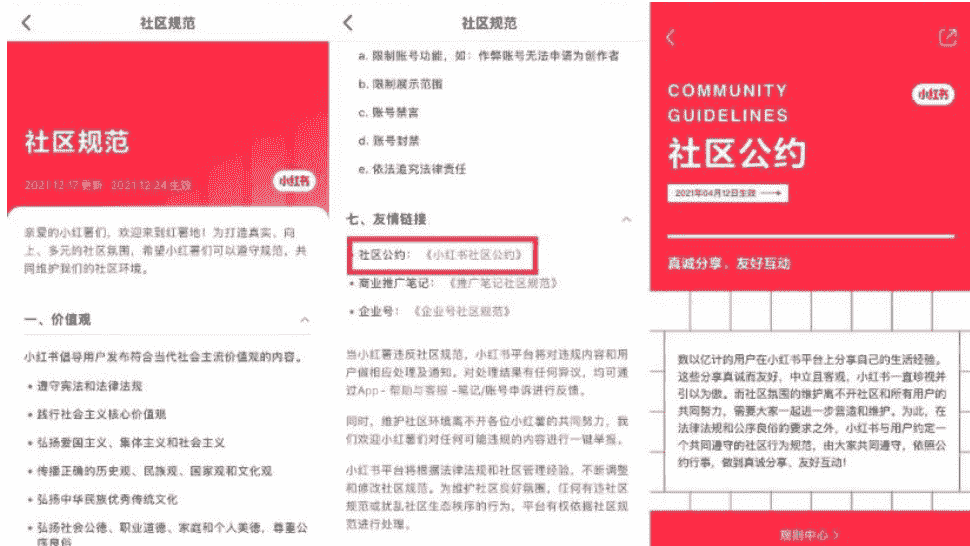 社区规范
社区规范
2021.12.17更新 2021.12.24生效
小红书
亲爱的小红薯们，欢迎来到红薯地！为打造真实、向
上、多元的社区氛围，希望小红薯们可以遵守规范，共
同维护我们的社区环境。
一、价值观
小红书倡导用户发布符合当代社会主流价值观的内容。
• 遵守宪法和法律法规
• 践行社会主义核心价值观
• 弘扬爱国主义、集体主义和社会主义
• 传播正确的历史观、民族观、国家观和文化观
• 弘扬中华民族优秀传统文化
• 弘扬社会公德、职业道德、家庭和个人美德，尊重公
序良俗
社区规范
a. 限制账号功能，如：作弊账号无法申请为创作者
b. 限制展示范围
c. 账号禁言
d. 账号封禁
e. 依法追究法律责任
七、友情链接
• 社区公约：《小红书社区公约》
• 商业推广笔记：《推广笔记社区规范》
• 企业号：《企业号社区规范》
当小红薯违反社区规范，小红书平台将对违规内容和用
户做相应处理及通知。对处理结果有任何异议，均可通
过App - 帮助与客服 -笔记/账号申诉进行反馈。
同时，维护社区环境离不开各位小红薯的共同努力，我
们欢迎小红薯们对任何可能违规的内容进行一键举报。
小红书平台将根据法律法规和社区管理经验，不断调整
和修改社区规范。为维护社区良好氛围，任何有违社区
规范或扰乱社区生态秩序的行为，平台有权依据社区规
范进行处理。
COMMUNITY
GUIDELINES
小红书
社区公约
2021年04月12日生效
真诚分享，友好互动
数以亿计的用户在小红书平台上分享自己的生活经验。
这些分享真诚而友好，中立且客观，小红书一直珍视并
引以为傲。而社区氛围的维护离不开社区和所有用户的
共同努力，需要大家一起进一步营造和维护。为此，在
法律法规和公序良俗的要求之外，小红书与用户约定一
个共同遵守的社区行为规范，由大家共同遵守，依照公
约行事，做到真诚分享、友好互动！
规则中心 >